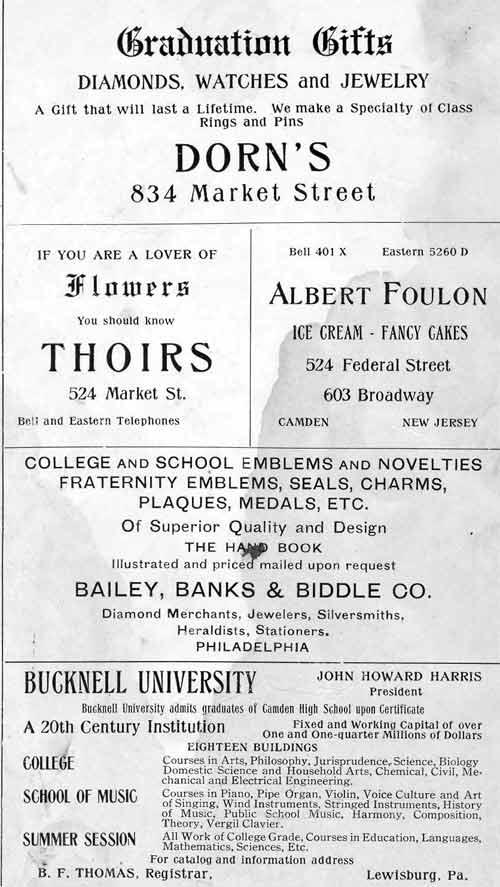 Graduation Gifts
DIAMONDS, WATCHES and JEWELRY
A Gift that will last a Lifetime. We make a Specialty of Class
Rings and Pins
DORN'S
834 Market Street
IF YOU ARE A LOVER OF
Flowers
You should know
THOIRS
524 Market St.
Bell and Eastern Telephones
Bell 401 X Eastern 5260 D
ALBERT FOULON
ICE CREAM - FANCY CAKES
524 Federal Street
603 Broadway
CAMDEN NEW JERSEY
COLLEGE AND SCHOOL EMBLEMS AND NOVELTIES
FRATERNITY EMBLEMS, SEALS, CHARMS,
PLAQUES, MEDALS, ETC.
Of Superior Quality and Design
THE HAND BOOK
Illustrated and priced mailed upon request
BAILEY, BANKS & BIDDLE CO.
Diamond Merchants, Jewelers, Silversmiths,
Heraldists, Stationers.
PHILADELPHIA
BUCKNELL UNIVERSITY
JOHN HOWARD HARRIS
President
Bucknell University admits graduates of Camden High School upon Certificate
A 20th Century Institution
Fixed and Working Capital of over
One and One-quarter Millions of Dollars
EIGHTEEN BUILDINGS
COLLEGE
Courses in Arts, Philosophy, Jurisprudence, Science, Biology
Domestic Science and Household Arts, Chemical, Civil, Me-
chanical and Electrical Engineering.
SCHOOL OF MUSIC
Courses in Piano, Pipe Organ, Violin, Voice Culture and Art
of Singing, Wind Instruments, Stringed Instruments, History
of Music, Public School Music, Harmony, Composition,
Theory, Vergil Clavier.
SUMMER SESSION
All Work of College Grade, Courses in Education, Languages,
Mathematics, Sciences, Etc.
For catalog and information address
B. F. THOMAS, Registrar, Lewisburg, Pa.